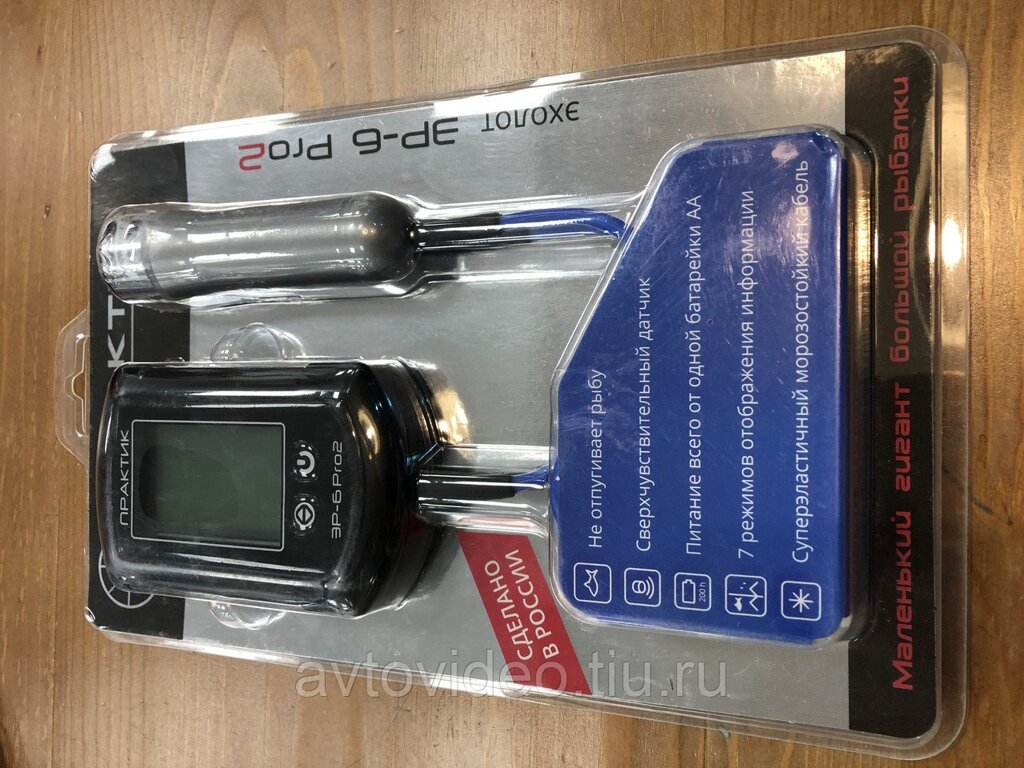 ПРАКТИК
ЭР-6 Pro2
ЭХОЛОТ
ЭР-6 Pro2
СДЕЛАНО
В РОССИИ
Не отпугивает рыбу
Сверхчувствительный датчик
200 h
Питание всего от одной батарейки АА
7 режимов отображения информации
Суперэластичный морозостойкий кабель
Маленький гигант большой рыбалки
avtovideo.tiu.ru